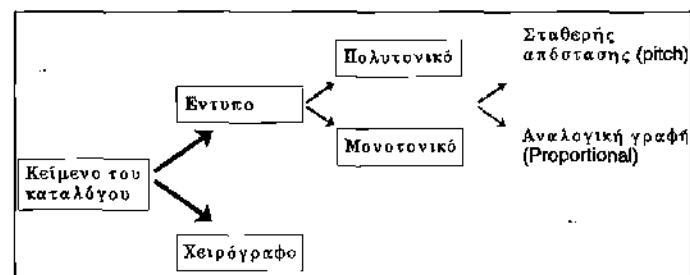 Σταθερής
απόστασης (pitch)
Πολυτονικό
Εντυπο
Μονοτονικό
Αναλογική γραφή
(Proportional)
Κείμενο του
καταλόγου
Χειρόγραφο